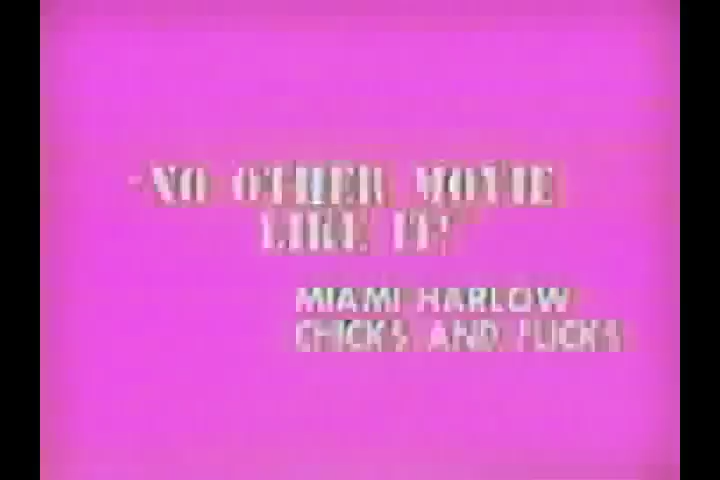 "NO OTHER MOVIE
LIKE IT!"
MIAMI HARLOW
CHICKS AND FLICKS